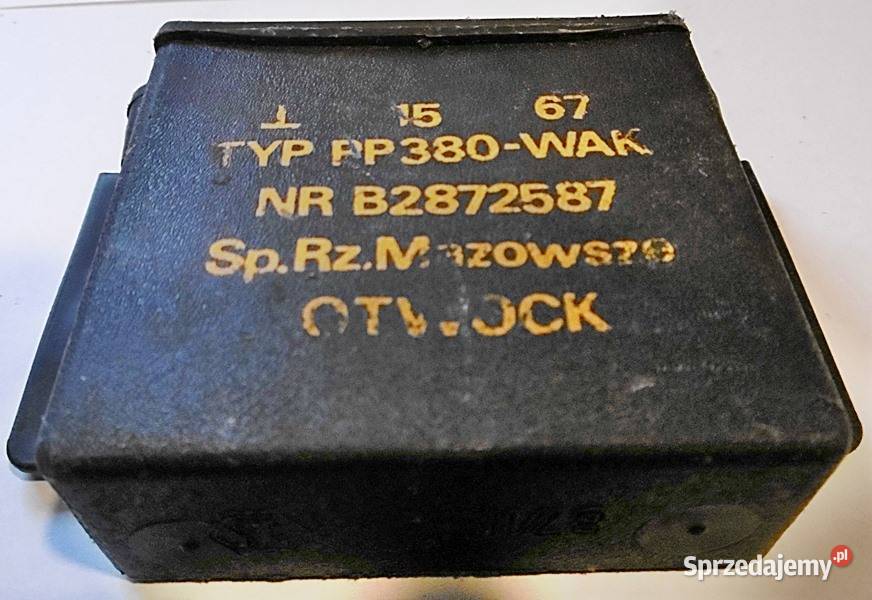 ⊥ 15 67
TYP PP380-WAK
NR B2872587
Sp.Rz.Mazowsze
OTWOCK
Sprzedajemy.pl